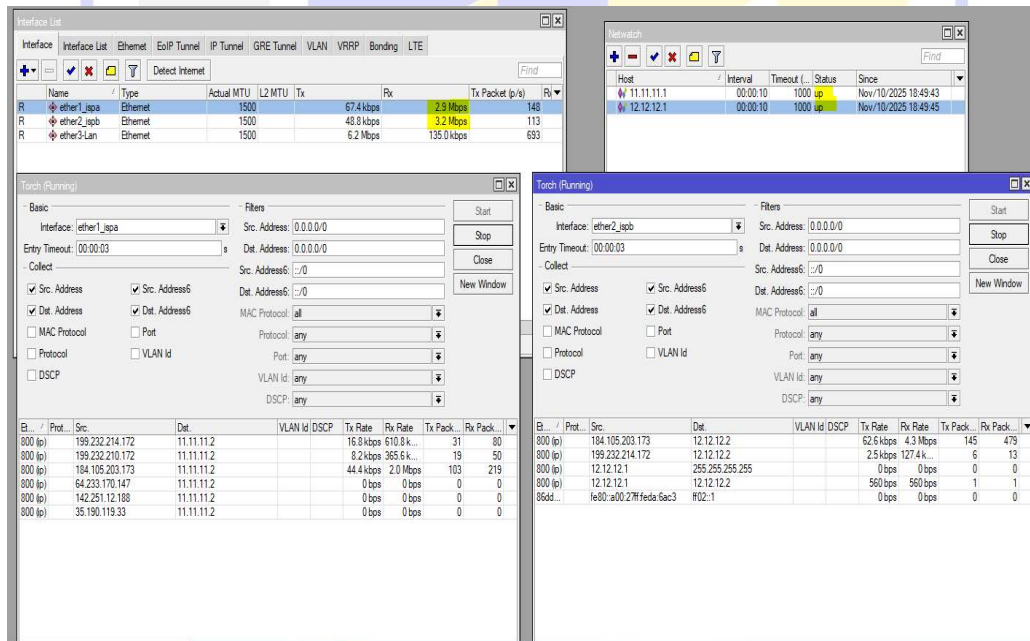 Interface List
Interface Interface List Ethernet EoIP Tunnel IP Tunnel GRE Tunnel VLAN VRRP Bonding LTE
Detect Internet Find
Name Type Actual MTU L2 MTU Tx Rx Tx Packet (p/s)
R ether1_ispa Ethernet 1500 67.4 kbps 2.9 Mbps 148
R ether2_ispb Ethernet 1500 48.8 kbps 3.2 Mbps 113
R ether3-Lan Ethernet 1500 6.2 Mbps 135.0 kbps 693
Netwatch
Find
Host Interval Timeout (... Status Since
11.11.11.1 00:00:10 1000 up Nov/10/2025 18:49:43
12.12.12.1 00:00:10 1000 up Nov/10/2025 18:49:45
Torch (Running)
Basic Filters
Interface: ether1_ispa Src. Address: 0.0.0.0/0 Start
Entry Timeout: 00:00:03 s Dst. Address: 0.0.0.0/0 Stop
Collect Src. Address6: ::/0 Close
Src. Address Src. Address6 Dst. Address6: ::/0 New Window
Dst. Address Dst. Address6 MAC Protocol: all
MAC Protocol Port Protocol: any
Protocol VLAN Id Port: any
DSCP VLAN Id: any
DSCP: any
Et... Prot... Src. Dst. VLAN Id DSCP Tx Rate Rx Rate Tx Pack... Rx Pack...
800 (ip) 199.232.214.172 11.11.11.2 16.8 kbps 610.8 k... 31 80
800 (ip) 199.232.210.172 11.11.11.2 8.2 kbps 365.6 k... 19 50
800 (ip) 184.105.203.173 11.11.11.2 44.4 kbps 2.0 Mbps 103 219
800 (ip) 64.233.170.147 11.11.11.2 0 bps 0 bps 0 0
800 (ip) 142.251.12.188 11.11.11.2 0 bps 0 bps 0 0
800 (ip) 35.190.119.33 11.11.11.2 0 bps 0 bps 0 0
Torch (Running)
Basic Filters
Interface: ether2_ispb Src. Address: 0.0.0.0/0 Start
Entry Timeout: 00:00:03 s Dst. Address: 0.0.0.0/0 Stop
Collect Src. Address6: ::/0 Close
Src. Address Src. Address6 Dst. Address6: ::/0 New Window
Dst. Address Dst. Address6 MAC Protocol: all
MAC Protocol Port Protocol: any
Protocol VLAN Id Port: any
DSCP VLAN Id: any
DSCP: any
Et... Prot... Src. Dst. VLAN Id DSCP Tx Rate Rx Rate Tx Pack... Rx Pack...
800 (ip) 184.105.203.173 12.12.12.2 62.6 kbps 4.3 Mbps 145 479
800 (ip) 199.232.214.172 12.12.12.2 2.5 kbps 127.4 k... 6 13
800 (ip) 12.12.12.1 255.255.255.255 0 bps 0 bps 0 0
800 (ip) 12.12.12.1 12.12.12.2 560 bps 560 bps 1 1
86dd... fe80::a00:27ff:feda:6ac3 ff02::1 0 bps 0 bps 0 0